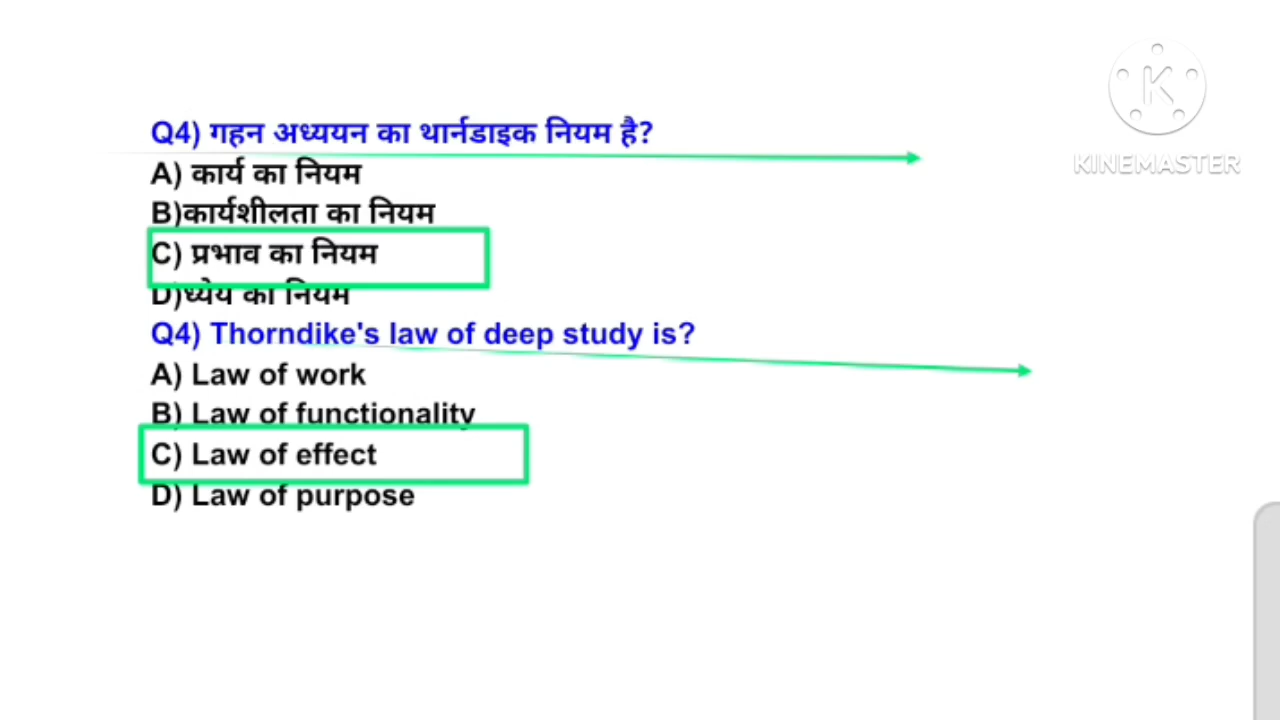 Q4) गहन अध्ययन का थार्नडाइक नियम है?
A) कार्य का नियम
B)कार्यशीलता का नियम
C) प्रभाव का नियम
D)ध्येय का नियम
Q4) Thorndike's law of deep study is?
A) Law of work
B) Law of functionality
C) Law of effect
D) Law of purpose
K
KINEMASTER